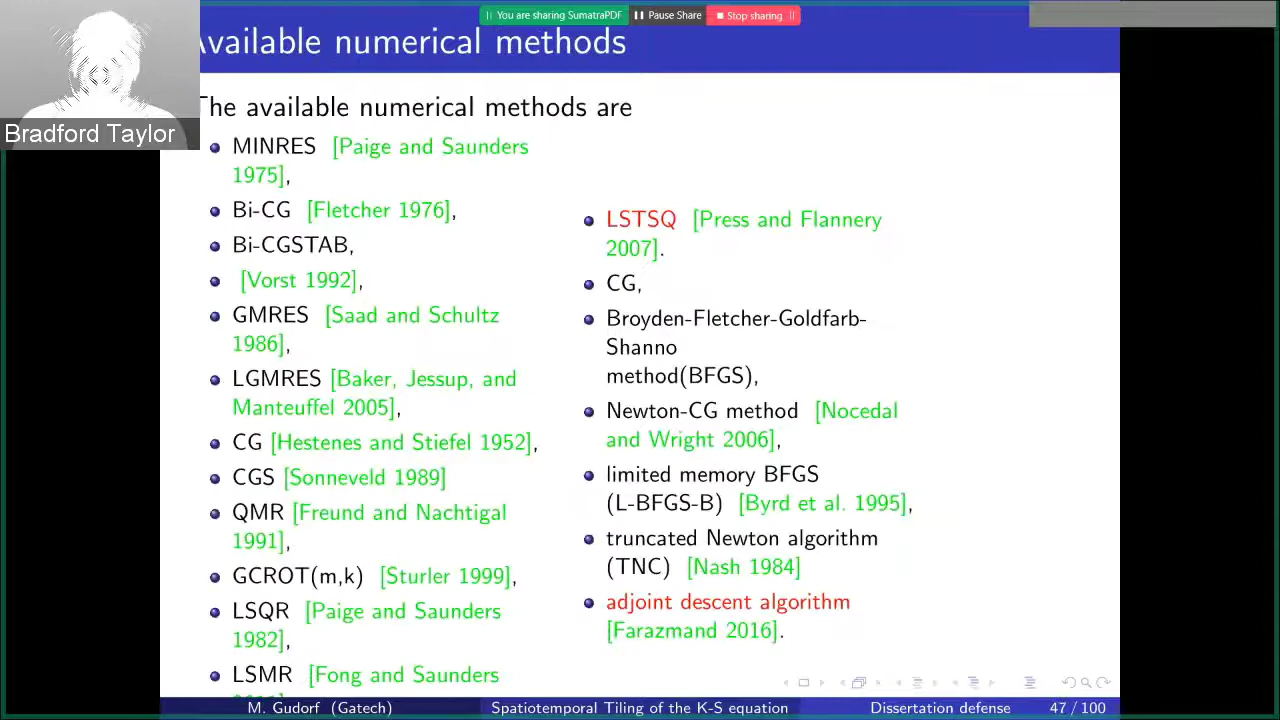 You are sharing SumatraPDF
Pause Share
Stop sharing
Available numerical methods
Bradford Taylor
The available numerical methods are
MINRES [Paige and Saunders
1975],
Bi-CG [Fletcher 1976],
Bi-CGSTAB,
[Vorst 1992],
GMRES [Saad and Schultz
1986],
LGMRES [Baker, Jessup, and
Manteuffel 2005],
CG [Hestenes and Stiefel 1952],
CGS [Sonneveld 1989]
QMR [Freund and Nachtigal
1991],
GCROT(m,k) [Sturler 1999],
LSQR [Paige and Saunders
1982],
LSMR [Fong and Saunders
LSTSQ [Press and Flannery
2007].
CG,
Broyden-Fletcher-Goldfarb-
Shanno
method(BFGS),
Newton-CG method [Nocedal
and Wright 2006],
limited memory BFGS
(L-BFGS-B) [Byrd et al. 1995],
truncated Newton algorithm
(TNC) [Nash 1984]
adjoint descent algorithm
[Farazmand 2016].
M. Gudorf (Gatech)
Spatiotemporal Tiling of the K-S equation
Dissertation defense
47 / 100